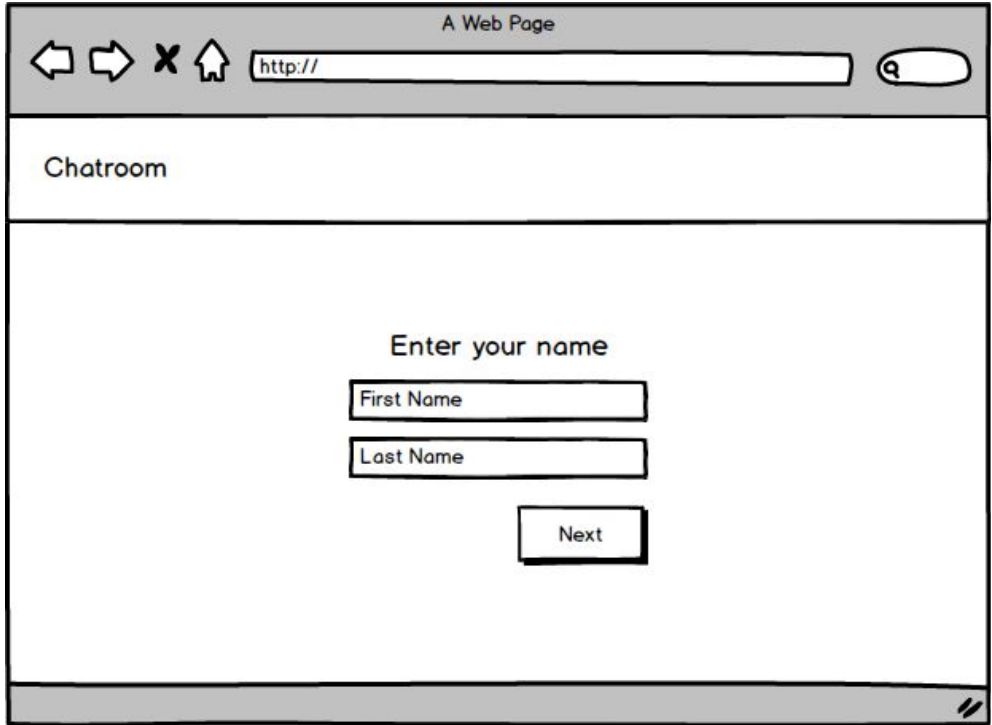 A Web Page
http://
Chatroom
Enter your name
First Name
Last Name
Next